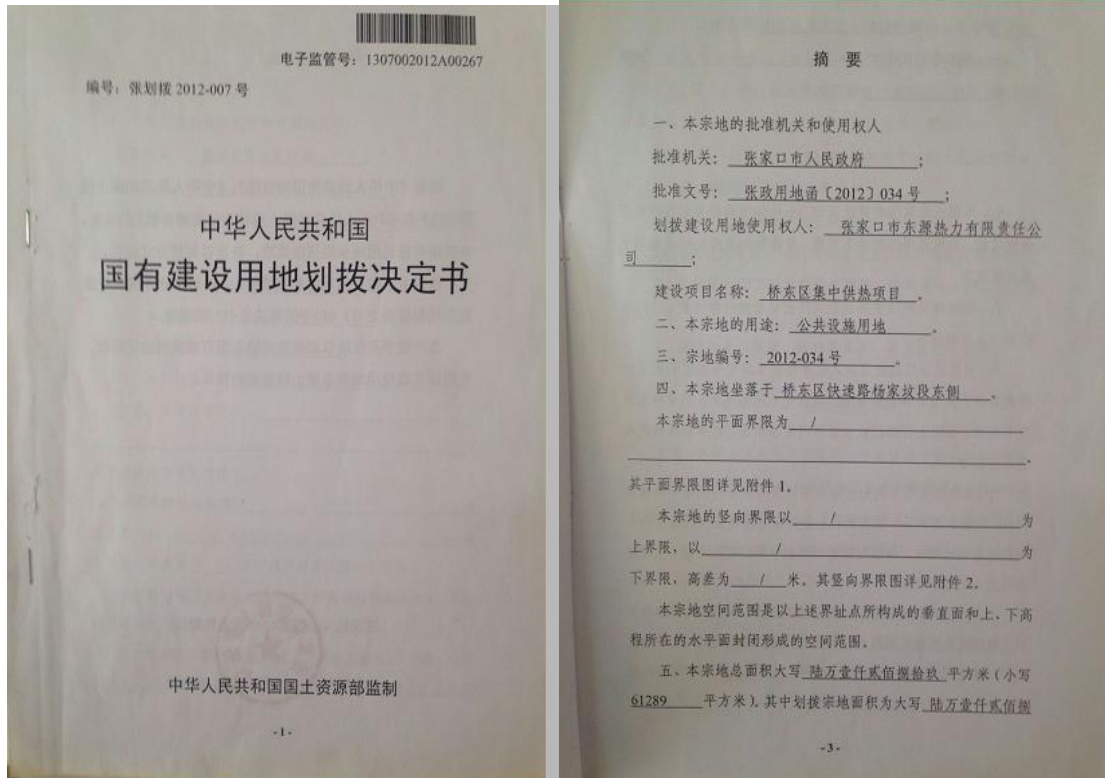 电子监管号：1307002012A00267
编号：张划拨 2012-007 号
中华人民共和国
国有建设用地划拨决定书
中华人民共和国国土资源部监制
-1-
摘 要
一、本宗地的批准机关和使用权人
批准机关： 张家口市人民政府 ；
批准文号： 张政用地函〔2012〕034 号 ；
划拨建设用地使用权人： 张家口市东源热力有限责任公
司 ；
建设项目名称： 桥东区集中供热项目 。
二、本宗地的用途： 公共设施用地 。
三、宗地编号： 2012-034 号 。
四、本宗地坐落于 桥东区快速路杨家坟段东侧 。
本宗地的平面界限为 /
。
其平面界限图详见附件 1。
本宗地的竖向界限以 / 为
上界限，以 / 为
下界限，高差为 / 米。其竖向界限图详见附件 2。
本宗地空间范围是以上述界址点所构成的垂直面和上、下高
程所在的水平面封闭形成的空间范围。
五、本宗地总面积大写 陆万壹仟贰佰捌拾玖 平方米（小写
61289 平方米）。其中划拨宗地面积为大写 陆万壹仟贰佰捌
-3-